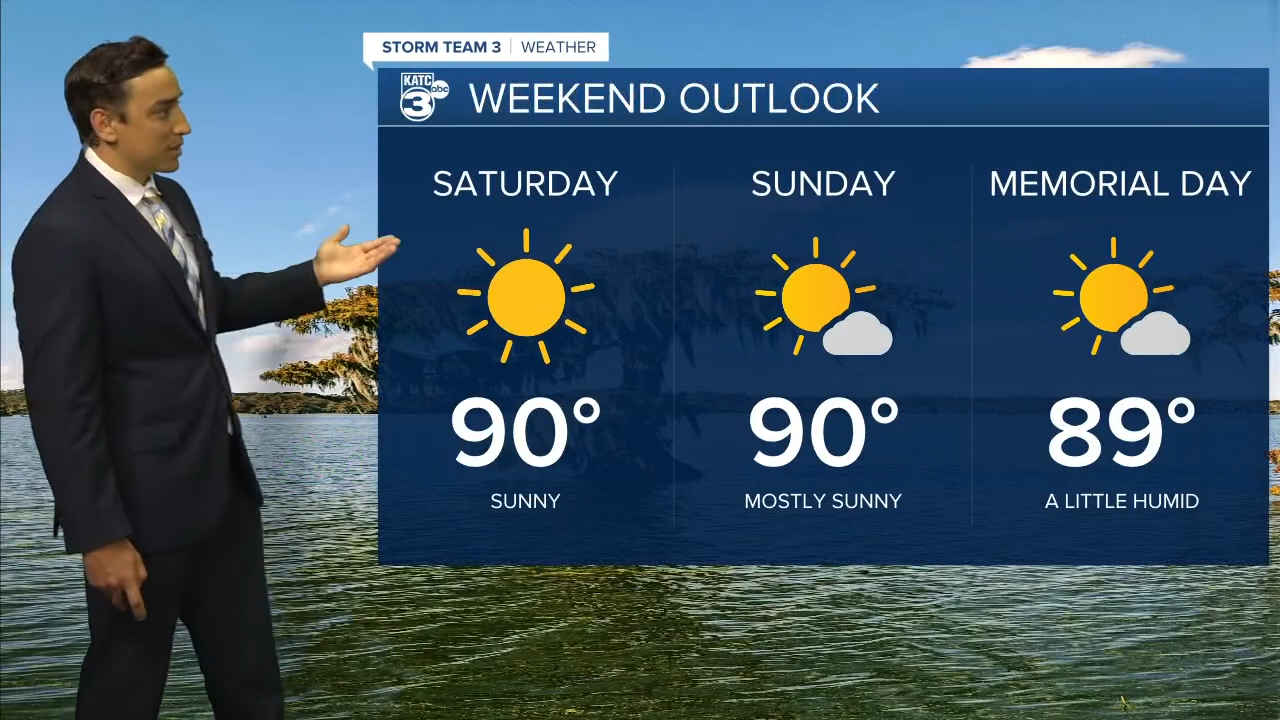 STORM TEAM 3 | WEATHER
KATC
abc
3
WEEKEND OUTLOOK
SATURDAY
90°
SUNNY
SUNDAY
90°
MOSTLY SUNNY
MEMORIAL DAY
89°
A LITTLE HUMID